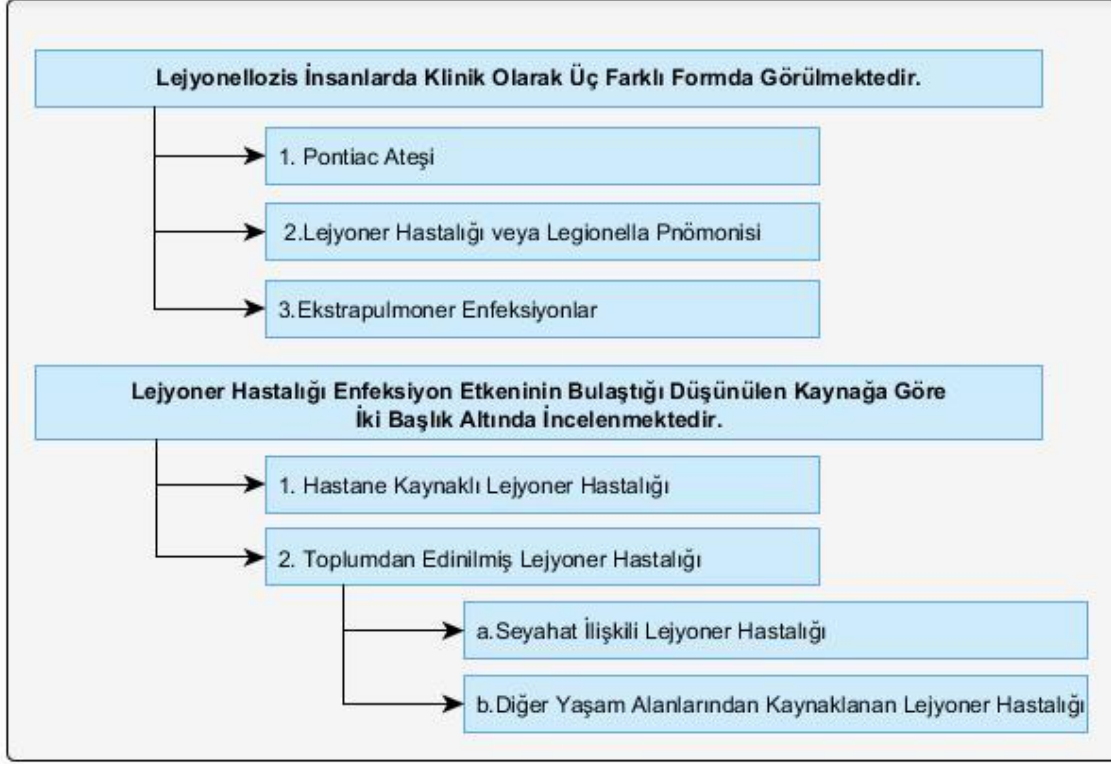 Lejyonellozis İnsanlarda Klinik Olarak Üç Farklı Formda Görülmektedir.
1. Pontiac Ateşi
2.Lejyoner Hastalığı veya Legionella Pnömonisi
3.Ekstrapulmoner Enfeksiyonlar
Lejyoner Hastalığı Enfeksiyon Etkeninin Bulaştığı Düşünülen Kaynağa Göre
İki Başlık Altında İncelenmektedir.
1. Hastane Kaynaklı Lejyoner Hastalığı
2. Toplumdan Edinilmiş Lejyoner Hastalığı
a.Seyahat İlişkili Lejyoner Hastalığı
b.Diğer Yaşam Alanlarından Kaynaklanan Lejyoner Hastalığı